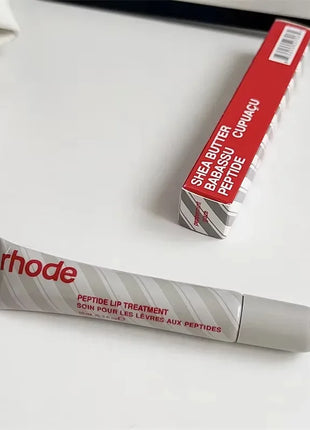 SHEA BUTTER
BABASSU CUPUAÇU
PEPTIDE
rhode
PEPTIDE LIP TREATMENT
SOIN POUR LES LÈVRES AUX PEPTIDES